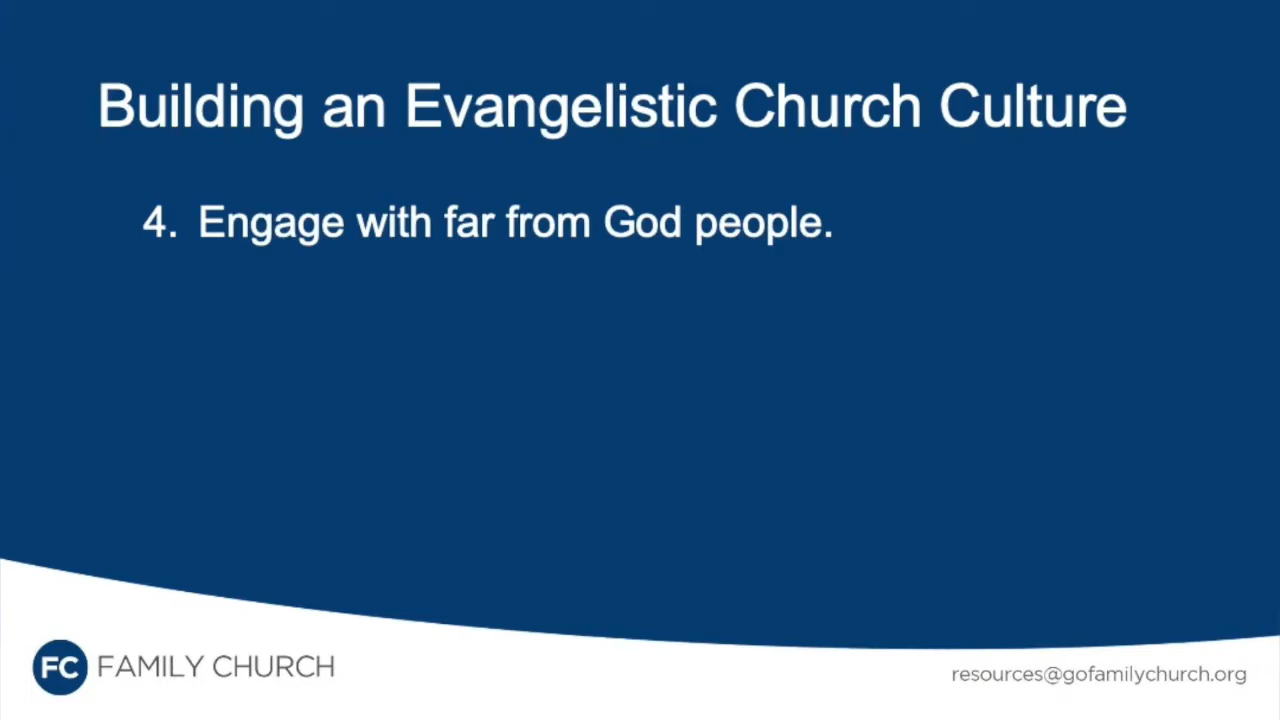 Building an Evangelistic Church Culture
4. Engage with far from God people.
FC FAMILY CHURCH
resources@gofamilychurch.org